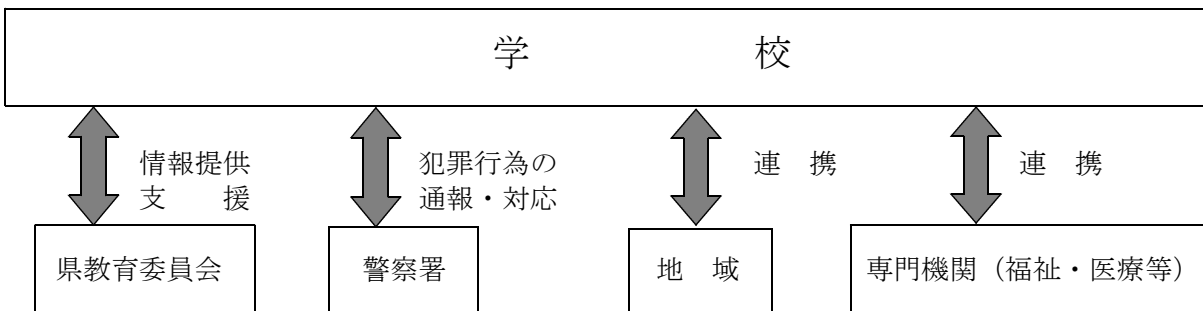 学　　　校
情報提供
支　　援
犯罪行為の
通報・対応
連　携
連　携
県教育委員会
警察署
地　域
専門機関（福祉・医療等）